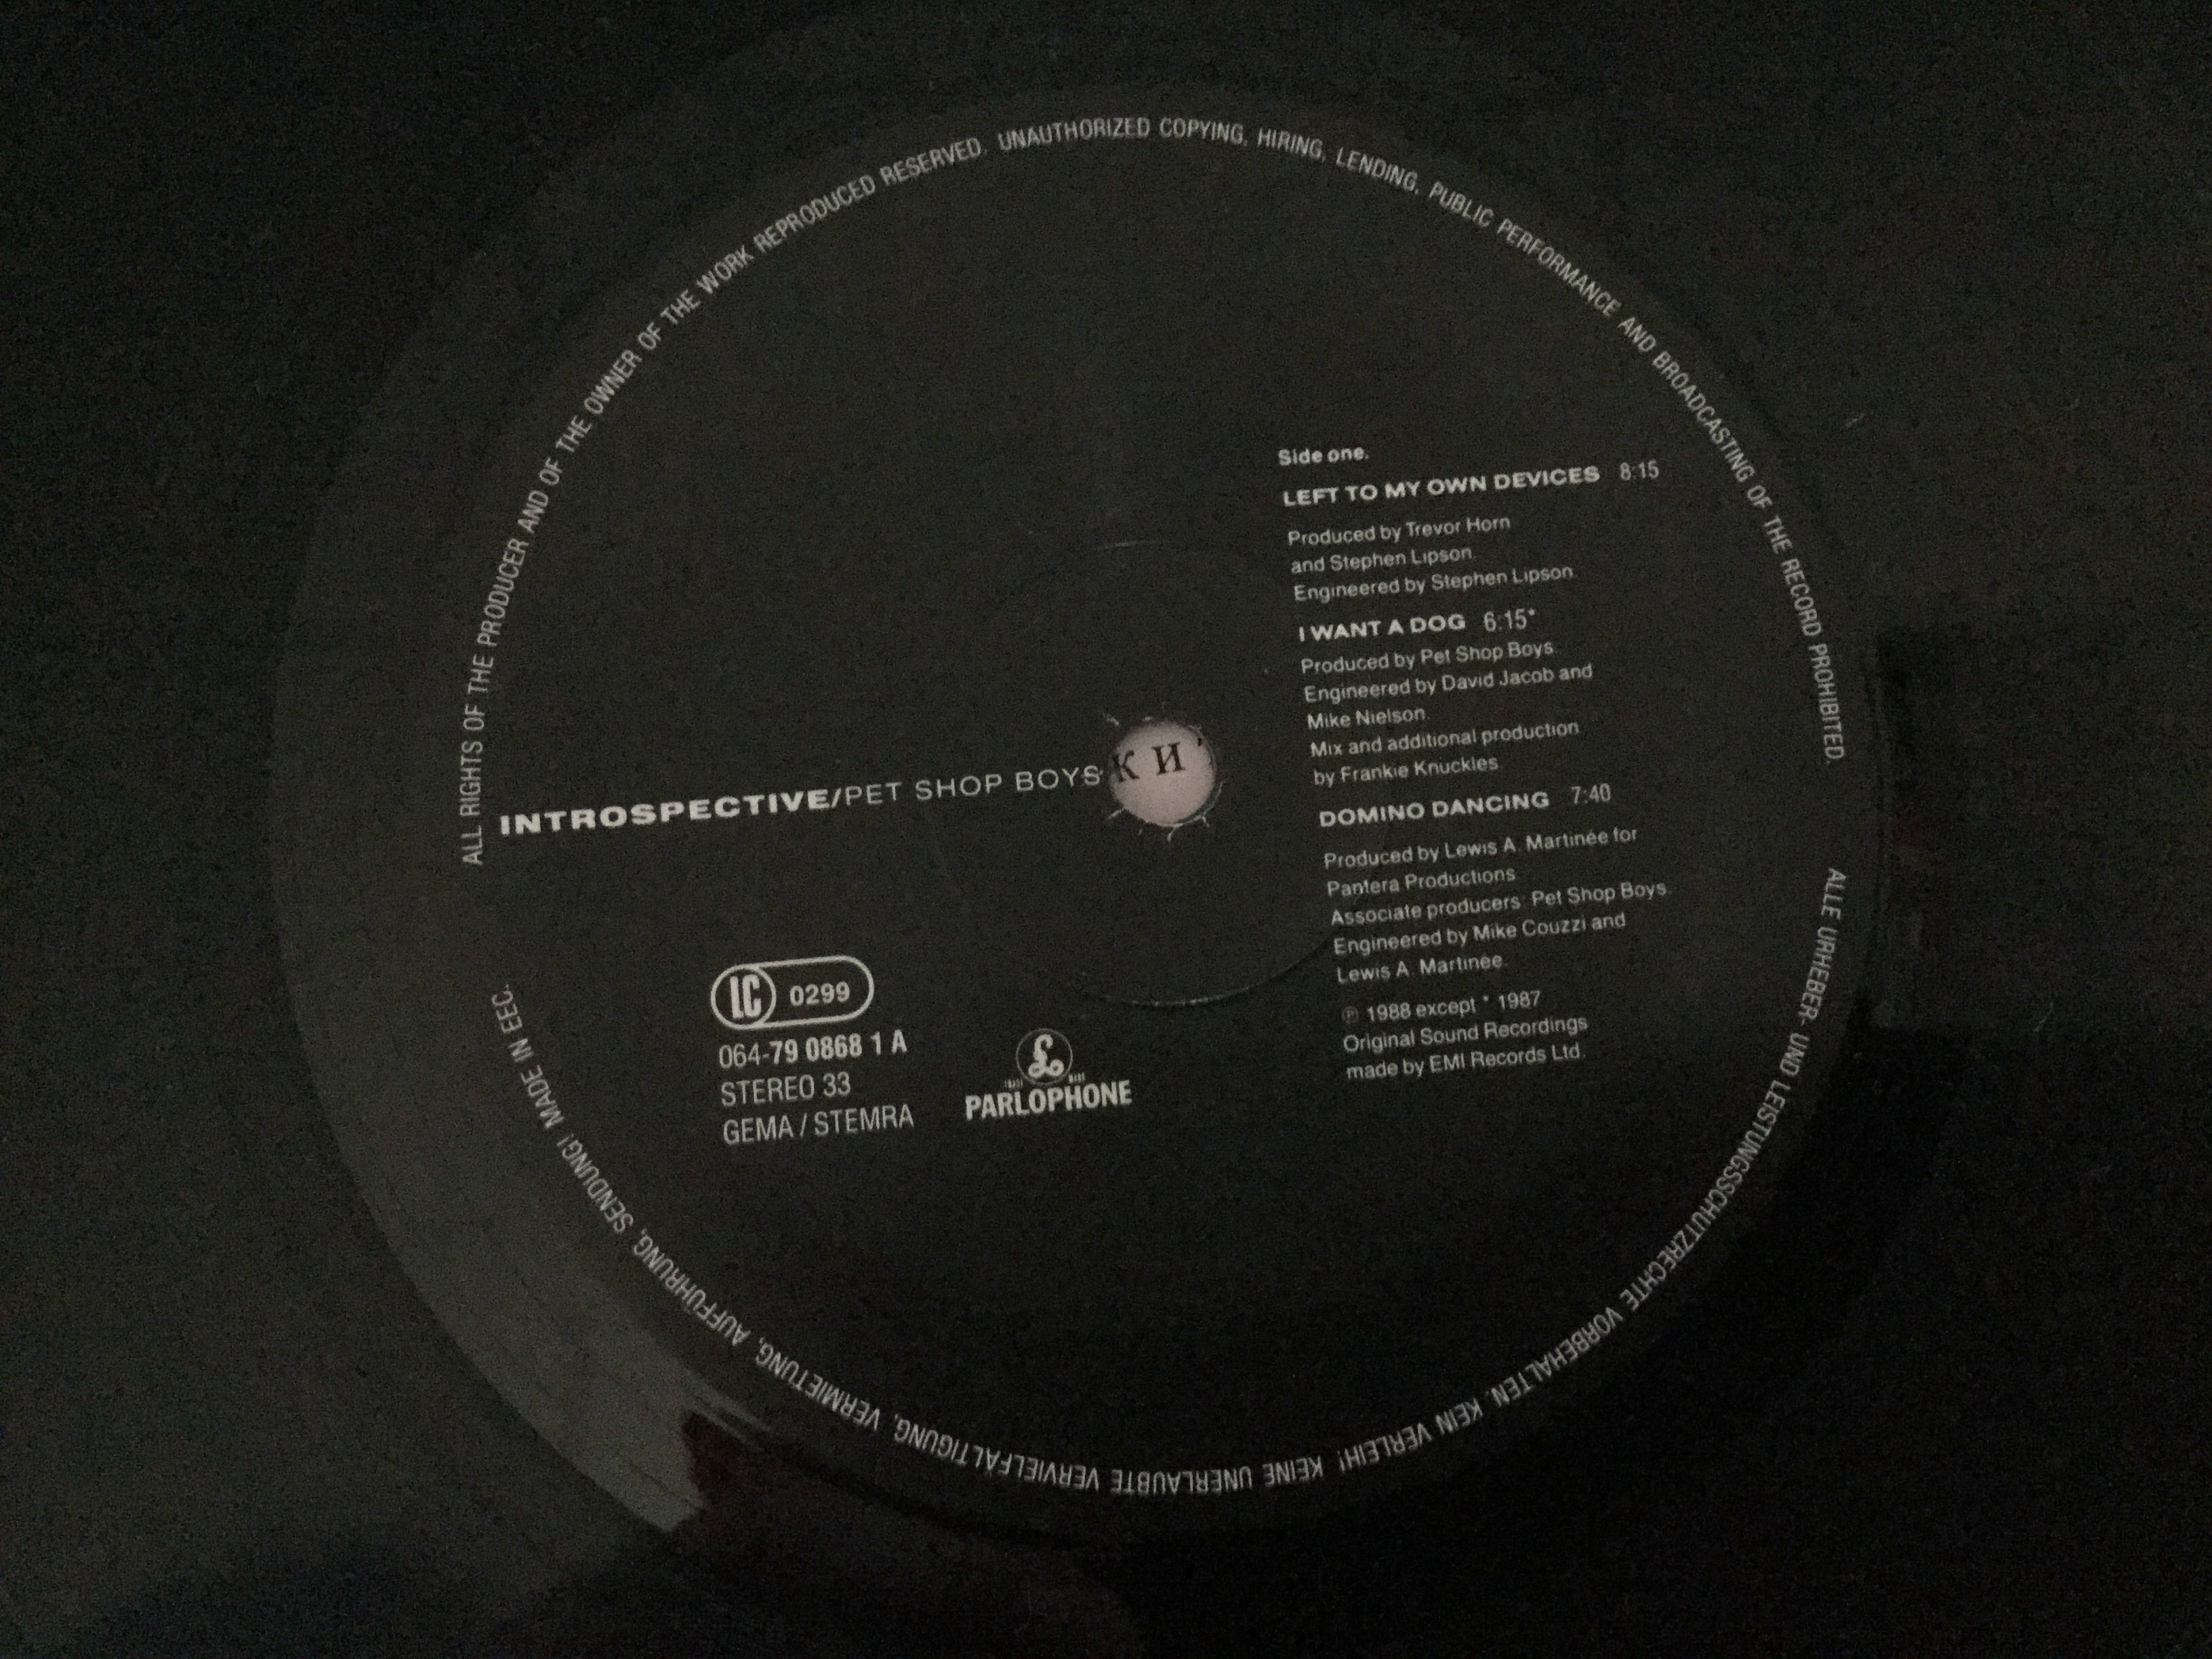 ALL RIGHTS OF THE PRODUCER AND OF THE OWNER OF THE WORK REPRODUCED RESERVED. UNAUTHORIZED COPYING, HIRING, LENDING, PUBLIC PERFORMANCE AND BROADCASTING OF THE RECORD PROHIBITED.
INTROSPECTIVE/PET SHOP BOYS
К И
Side one.
LEFT TO MY OWN DEVICES 8:15
Produced by Trevor Horn
and Stephen Lipson.
Engineered by Stephen Lipson.
I WANT A DOG 6:15*
Produced by Pet Shop Boys.
Engineered by David Jacob and
Mike Nielson.
Mix and additional production
by Frankie Knuckles.
DOMINO DANCING 7:40
Produced by Lewis A. Martineé for
Pantera Productions
Associate producers: Pet Shop Boys.
Engineered by Mike Couzzi and
Lewis A. Martineé.
℗ 1988 except * 1987
Original Sound Recordings
made by EMI Records Ltd.
LC 0299
064-79 0868 1 A
STEREO 33
GEMA / STEMRA
£
TRADE MARK
PARLOPHONE
ALLE URHEBER- UND LEISTUNGSSCHUTZRECHTE VORBEHALTEN. KEIN VERLEIH! KEINE UNERLAUBTE VERVIELFÄLTIGUNG, VERMIETUNG, AUFFÜHRUNG, SENDUNG! MADE IN EEC.